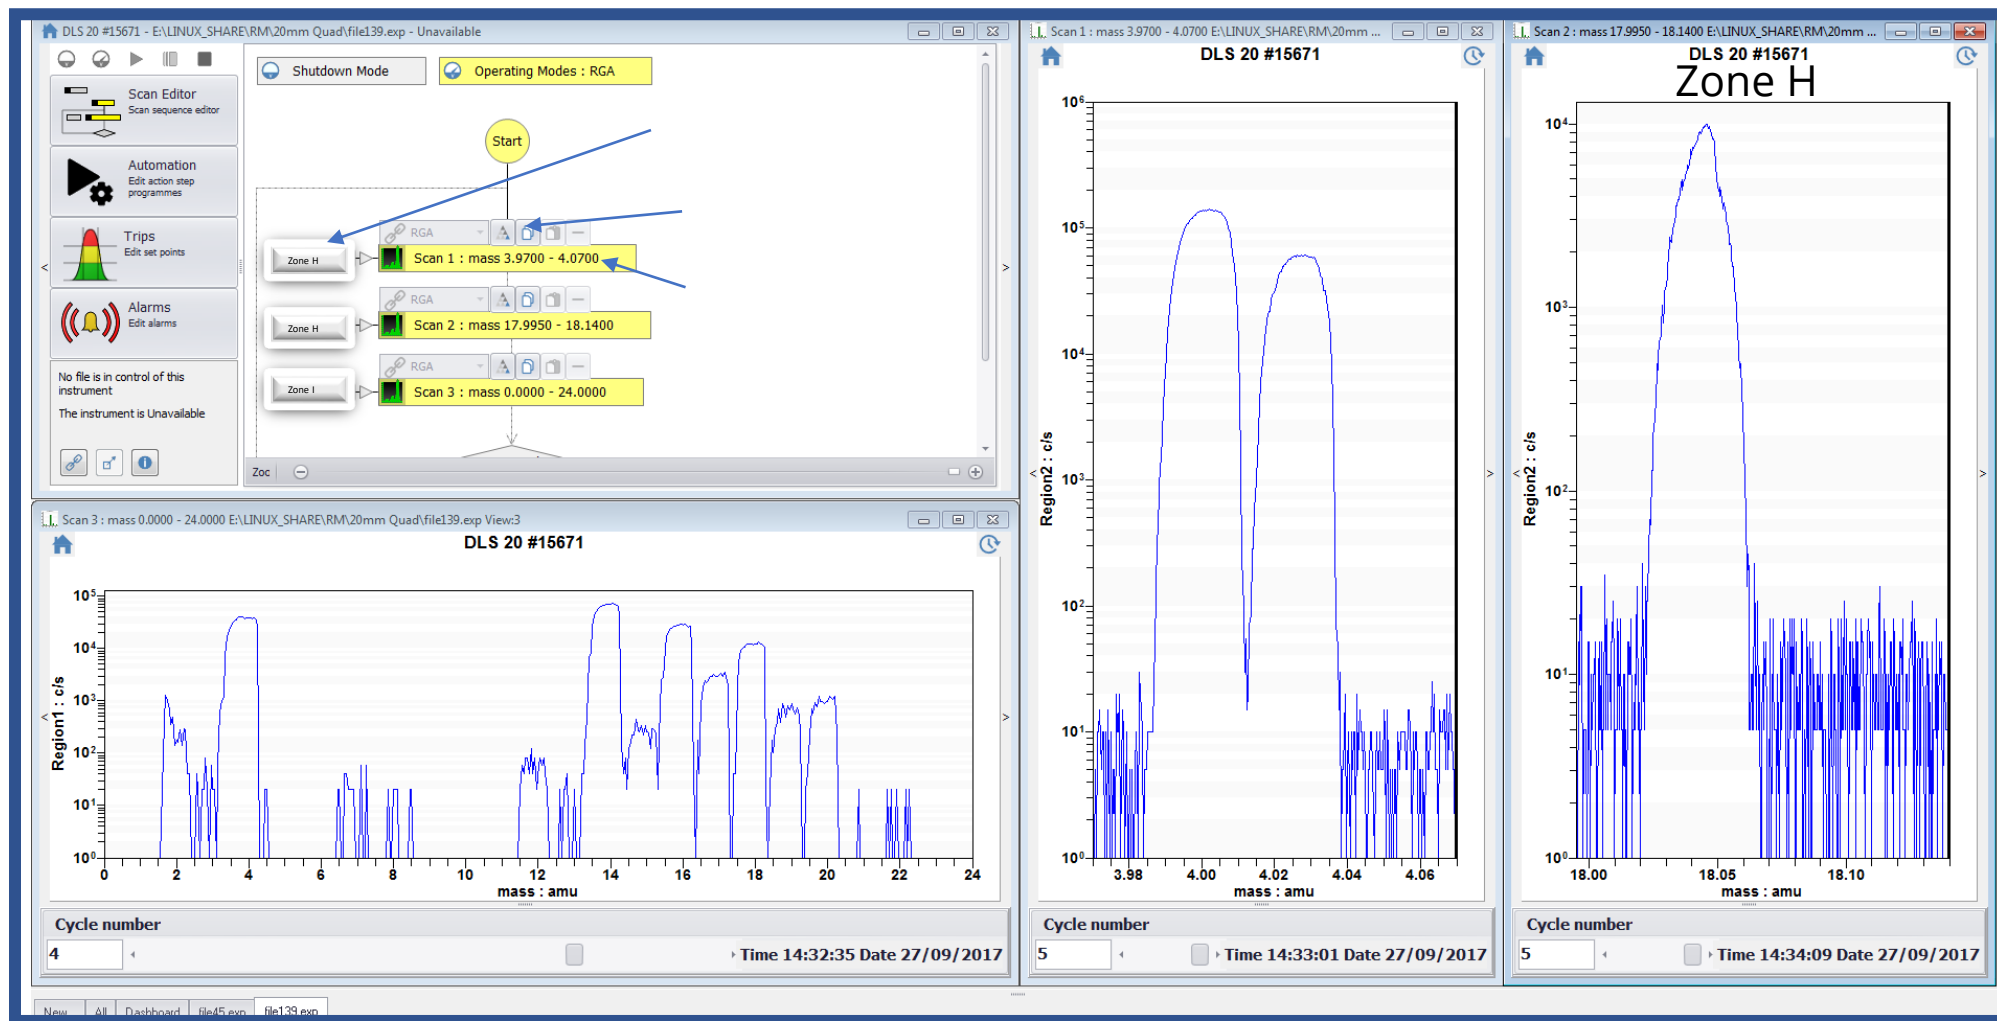 DLS 20 #15671 - E:\LINUX_SHARE\RM\20mm Quad\file139.exp - Unavailable
Shutdown Mode
Operating Modes : RGA
Scan Editor
Scan sequence editor
Automation
Edit action step
programmes
Trips
Edit set points
Alarms
Edit alarms
No file is in control of this
instrument
The instrument is Unavailable
Start
RGA
Zone H
Scan 1 : mass 3.9700 - 4.0700
RGA
Zone H
Scan 2 : mass 17.9950 - 18.1400
RGA
Zone I
Scan 3 : mass 0.0000 - 24.0000
Zoc
Scan 3 : mass 0.0000 - 24.0000 E:\LINUX_SHARE\RM\20mm Quad\file139.exp View:3
DLS 20 #15671
Region1 : c/s
10⁵
10⁴
10³
10²
10¹
10⁰
0 2 4 6 8 10 12 14 16 18 20 22 24
mass : amu
Cycle number
4
Time 14:32:35 Date 27/09/2017
Scan 1 : mass 3.9700 - 4.0700 E:\LINUX_SHARE\RM\20mm ...
DLS 20 #15671
Region2 : c/s
10⁶
10⁵
10⁴
10³
10²
10¹
10⁰
3.98 4.00 4.02 4.04 4.06
mass : amu
Cycle number
5
Time 14:33:01 Date 27/09/2017
Scan 2 : mass 17.9950 - 18.1400 E:\LINUX_SHARE\RM\20mm ...
DLS 20 #15671
Zone H
Region2 : c/s
10⁴
10³
10²
10¹
10⁰
18.00 18.05 18.10
mass : amu
Cycle number
5
Time 14:34:09 Date 27/09/2017
New All Dashboard file45.exp file139.exp